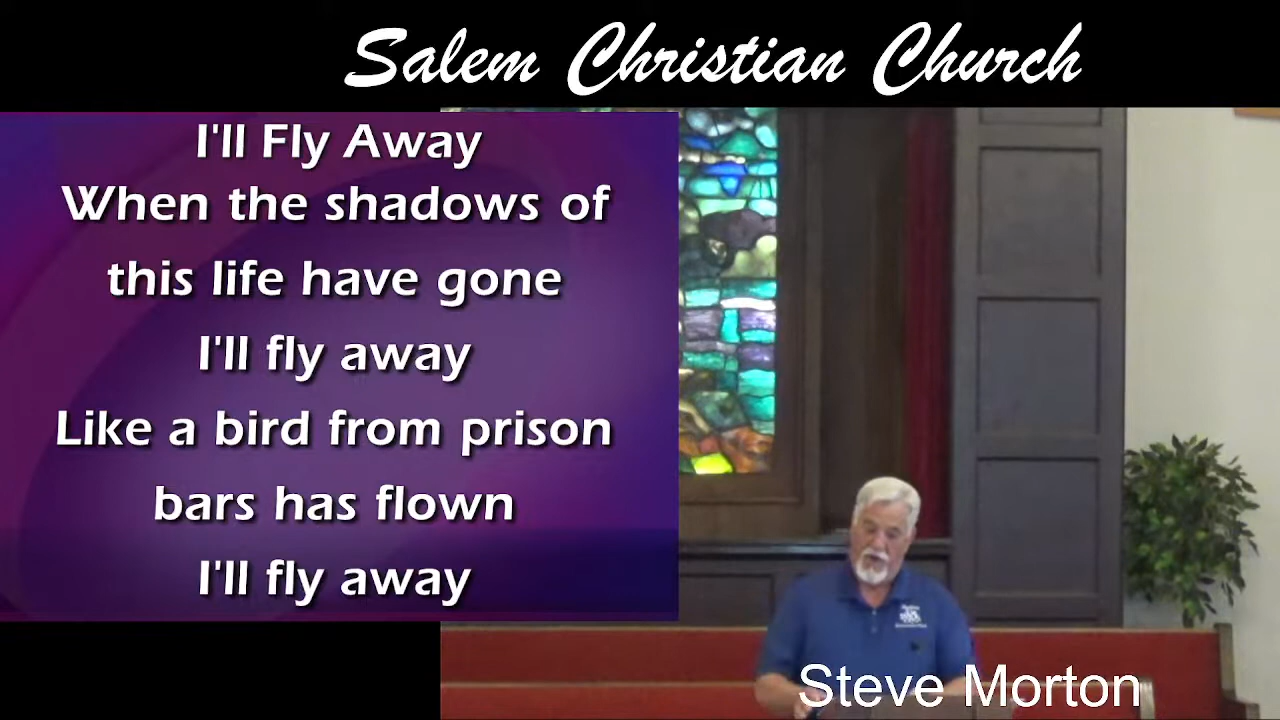 Salem Christian Church
I'll Fly Away
When the shadows of
this life have gone
I'll fly away
Like a bird from prison
bars has flown
I'll fly away
Steve Morton